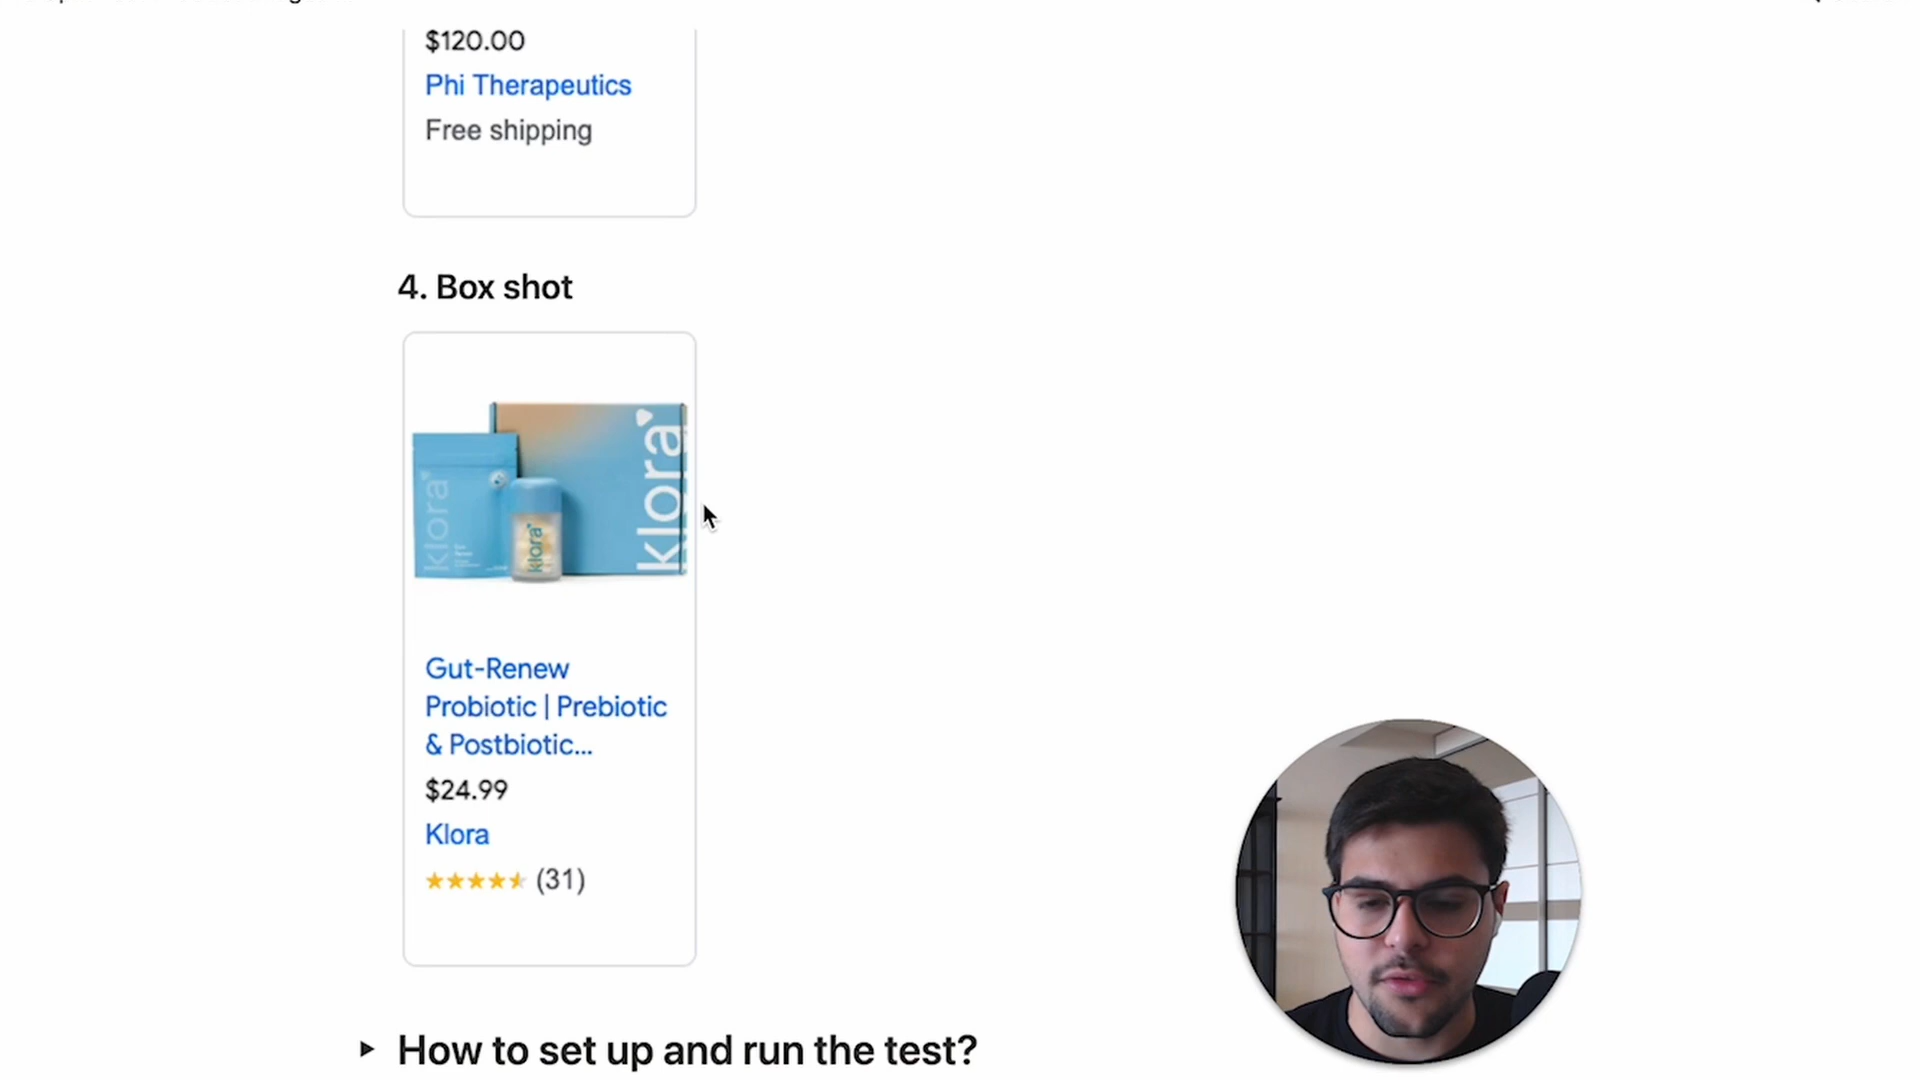 $120.00
Phi Therapeutics
Free shipping
4. Box shot
klora
klora
klora
Gut-Renew
Probiotic | Prebiotic
& Postbiotic...
$24.99
Klora
(31)
How to set up and run the test?